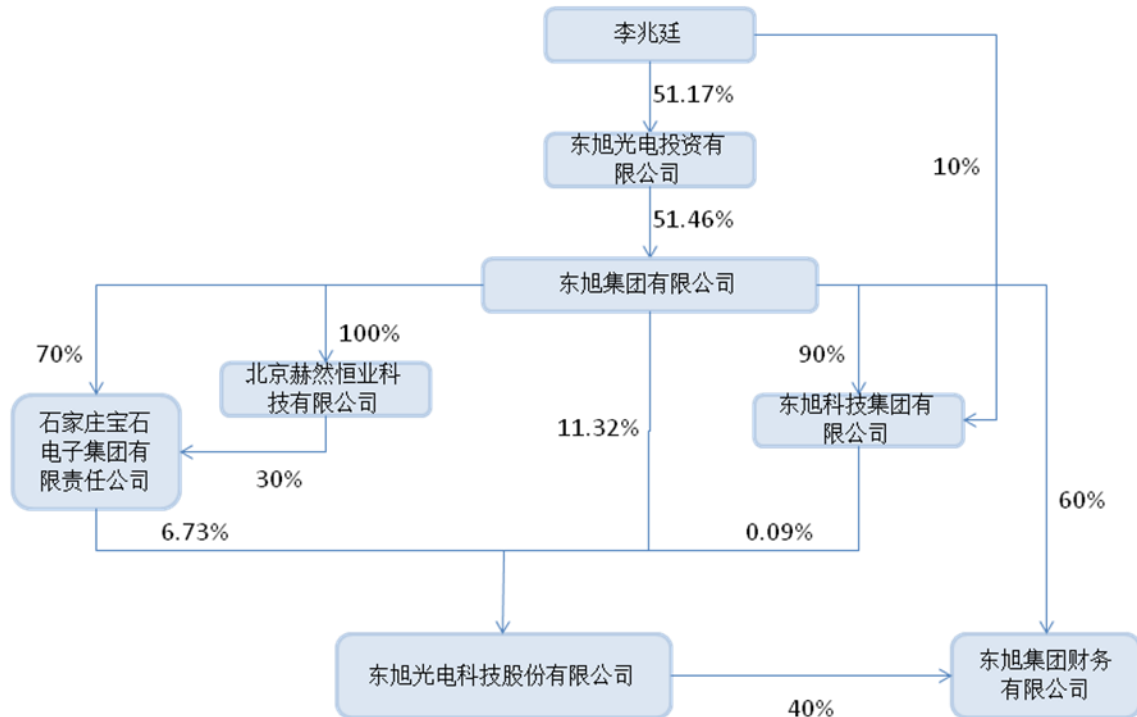 李兆廷
51.17%
东旭光电投资有
限公司
10%
51.46%
东旭集团有限公司
70%
100%
90%
北京赫然恒业科
技有限公司
石家庄宝石
电子集团有
限责任公司
11.32%
东旭科技集团有
限公司
30%
60%
6.73%
0.09%
东旭光电科技股份有限公司
东旭集团财务
有限公司
40%